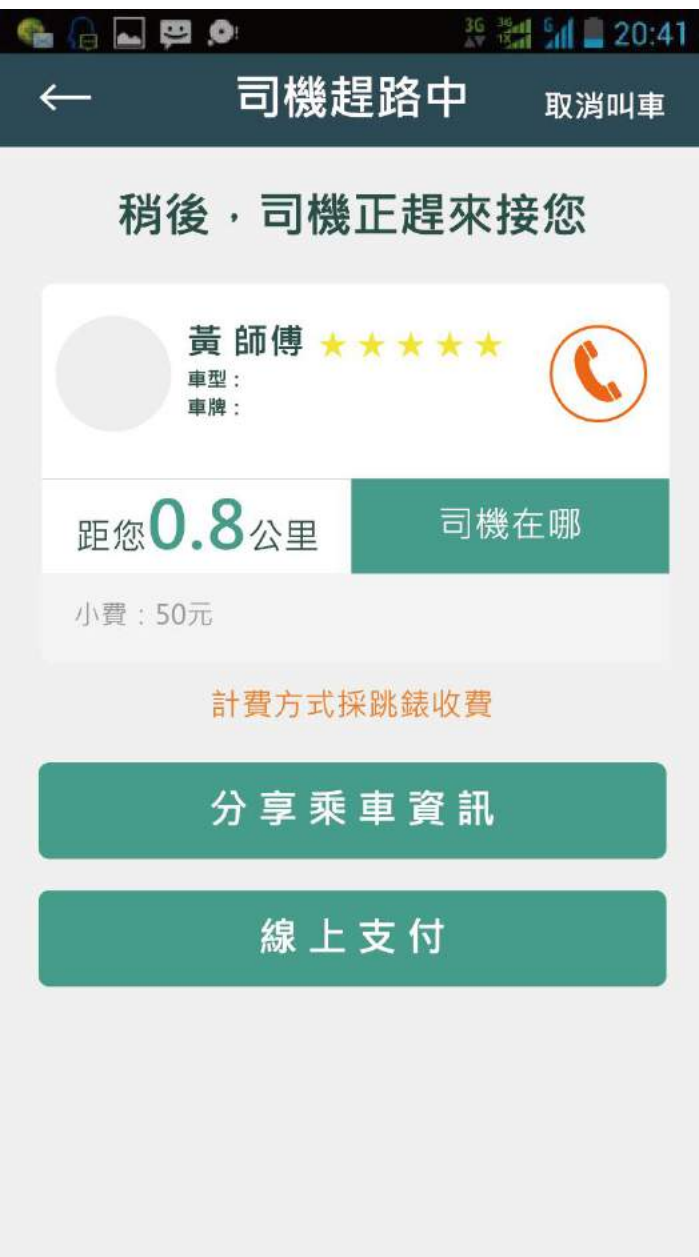 3G 3G 1X G 20:41
← 司機趕路中 取消叫車
稍後,司機正趕來接您
黃 師傅 ★★★★★
車型:
車牌:
距您0.8公里 司機在哪
小費:50元
計費方式採跳錶收費
分享乘車資訊
線上支付